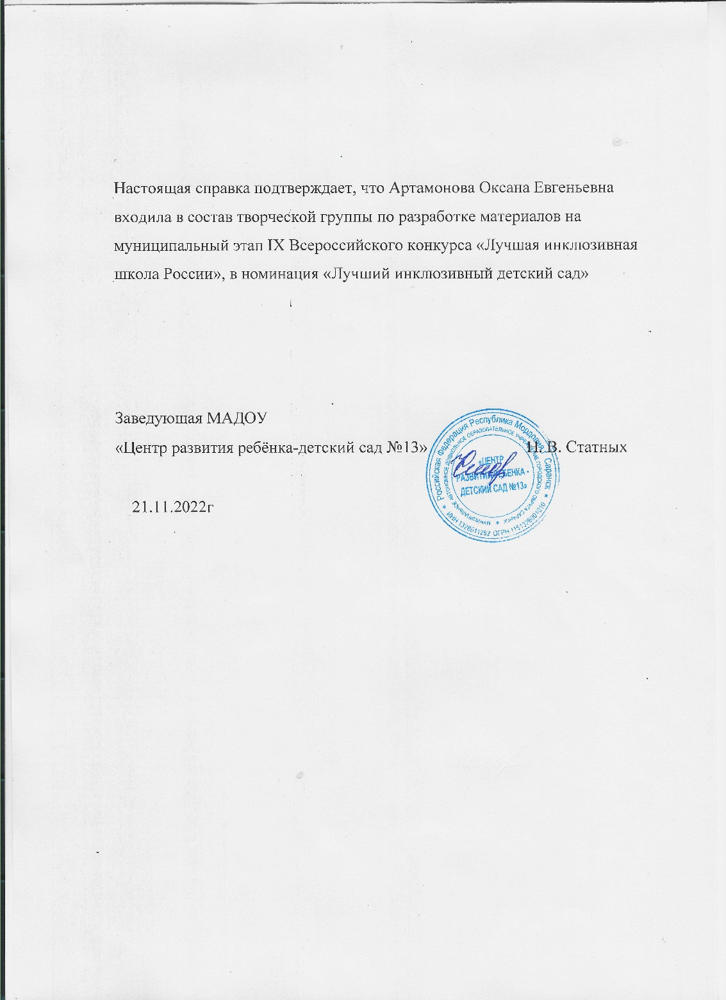 Настоящая справка подтверждает, что Артамонова Оксана Евгеньевна
входила в состав творческой группы по разработке материалов на
муниципальный этап IX Всероссийского конкурса «Лучшая инклюзивная
школа России», в номинация «Лучший инклюзивный детский сад»
Заведующая МАДОУ
«Центр развития ребёнка-детский сад №13» Н. В. Статных
21.11.2022г
Российская Федерация Республика Мордовия г. Саранск
МУНИЦИПАЛЬНОЕ АВТОНОМНОЕ ДОШКОЛЬНОЕ ОБРАЗОВАТЕЛЬНОЕ УЧРЕЖДЕНИЕ ГОРОДСКОГО ОКРУГА САРАНСК
«ЦЕНТР
РАЗВИТИЯ РЕБЕНКА -
ДЕТСКИЙ САД №13»
ИНН ОГРН